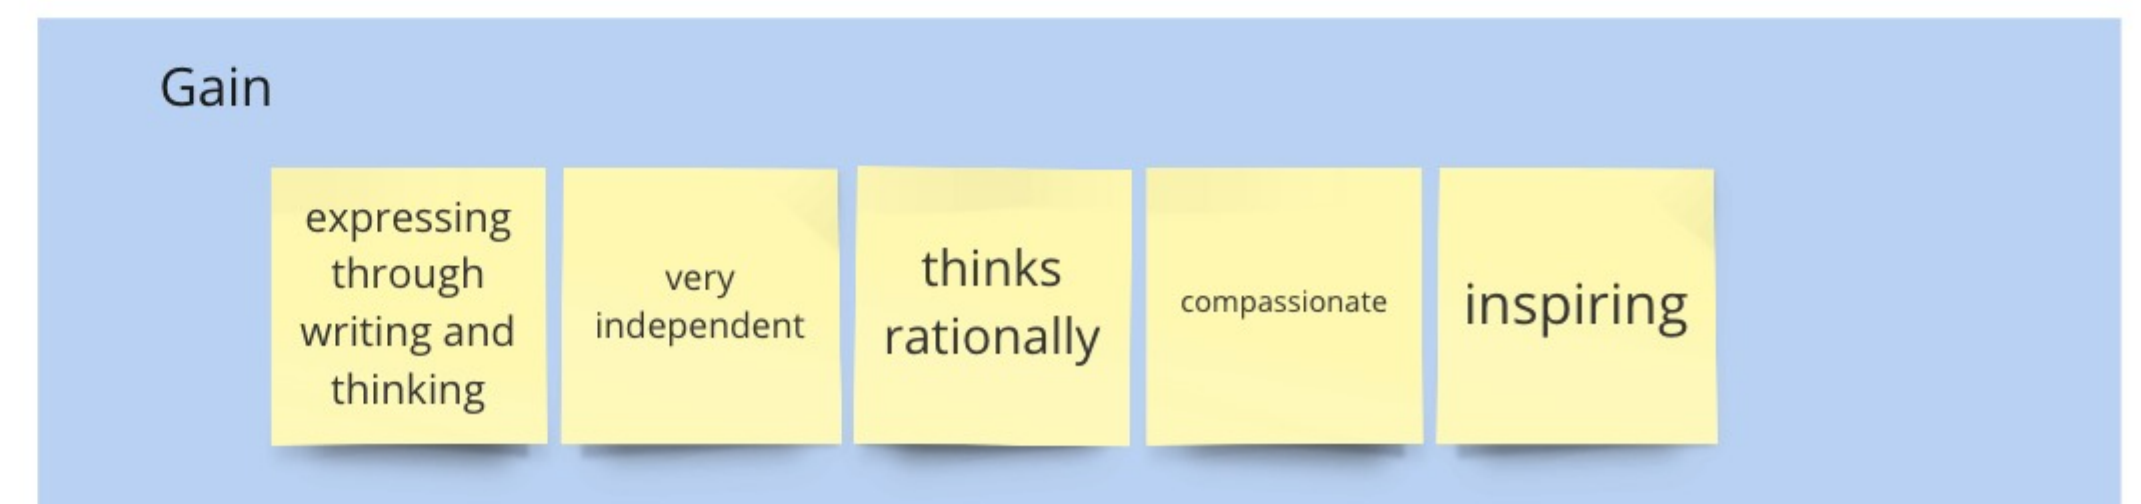 Gain
expressing
through
writing and
thinking
very
independent
thinks
rationally
compassionate
inspiring